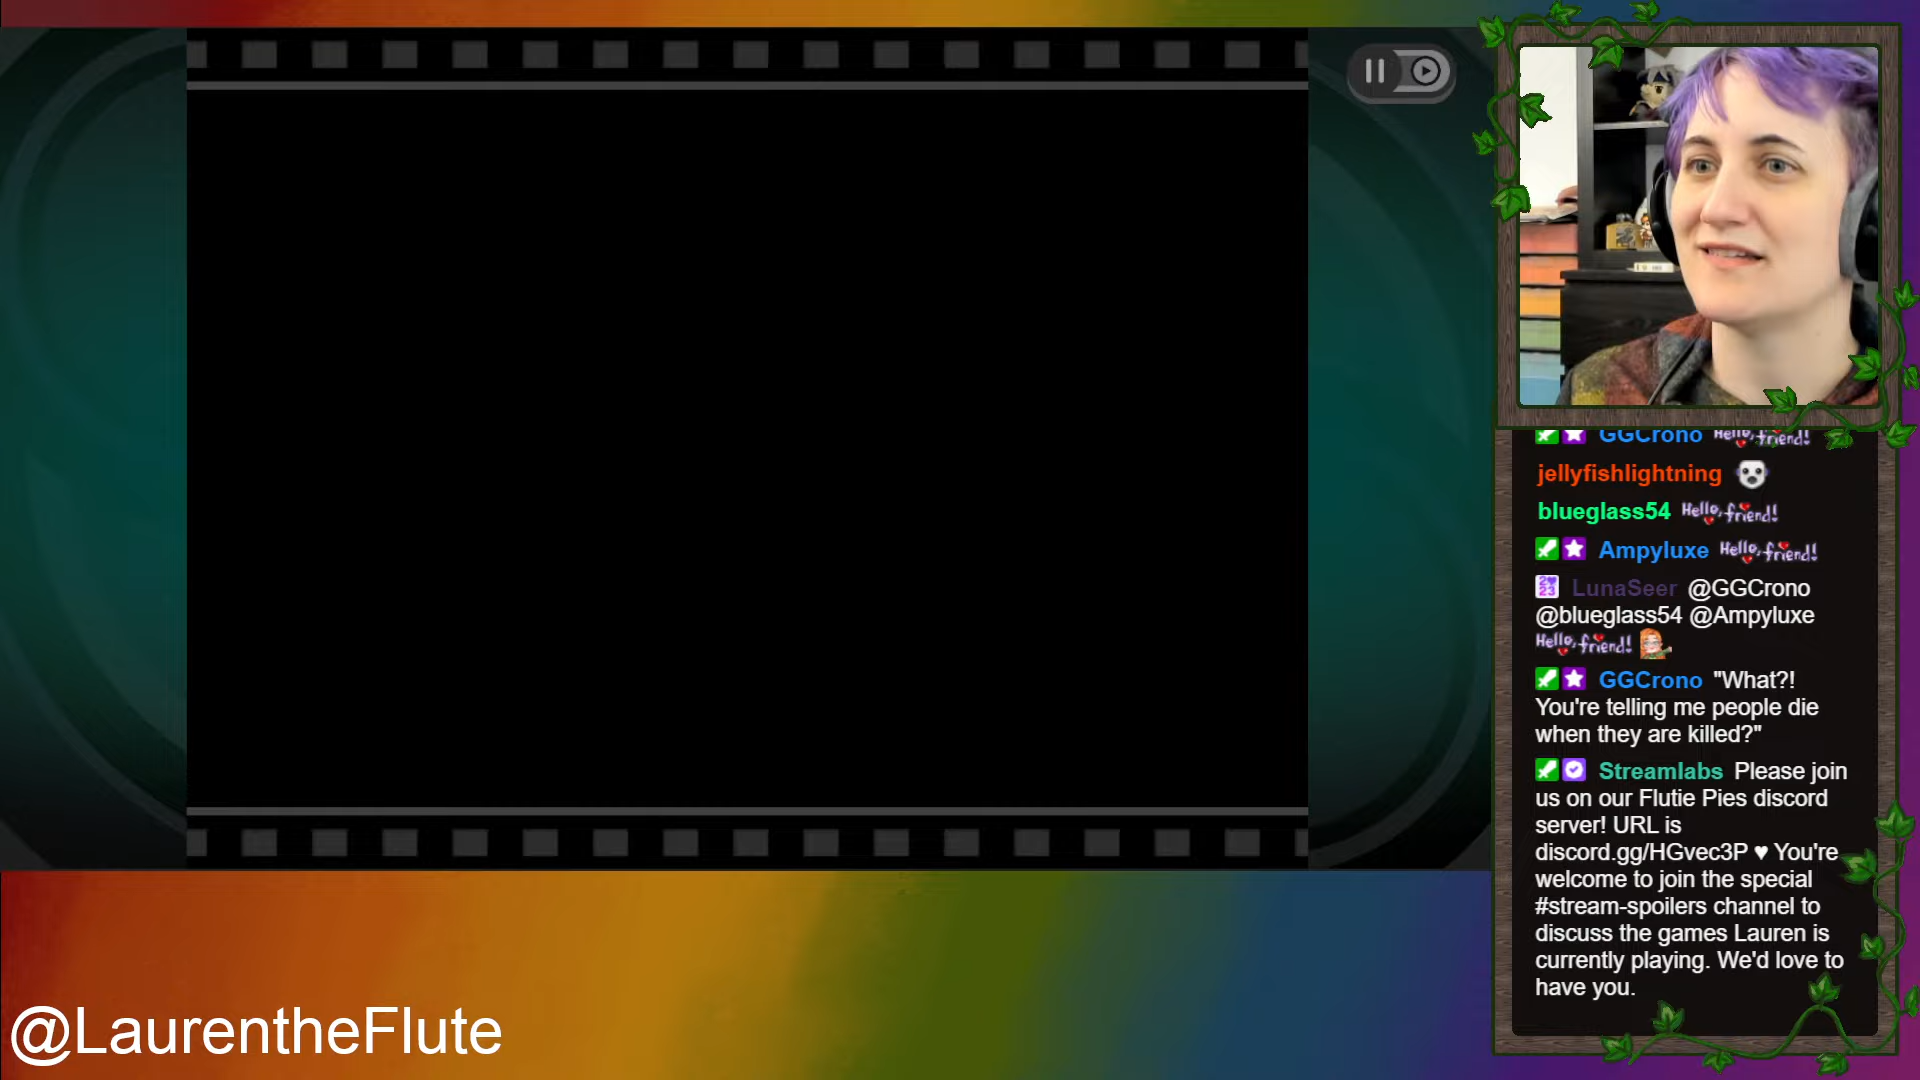 GGCrono Hello, friend!
jellyfishlightning
blueglass54 Hello, friend!
Ampyluxe Hello, friend!
LunaSeer @GGCrono
@blueglass54 @Ampyluxe
Hello, friend!
GGCrono "What?!
You're telling me people die
when they are killed?"
Streamlabs Please join
us on our Flutie Pies discord
server! URL is
discord.gg/HGvec3P ♥ You're
welcome to join the special
#stream-spoilers channel to
discuss the games Lauren is
currently playing. We'd love to
have you.
@LaurentheFlute